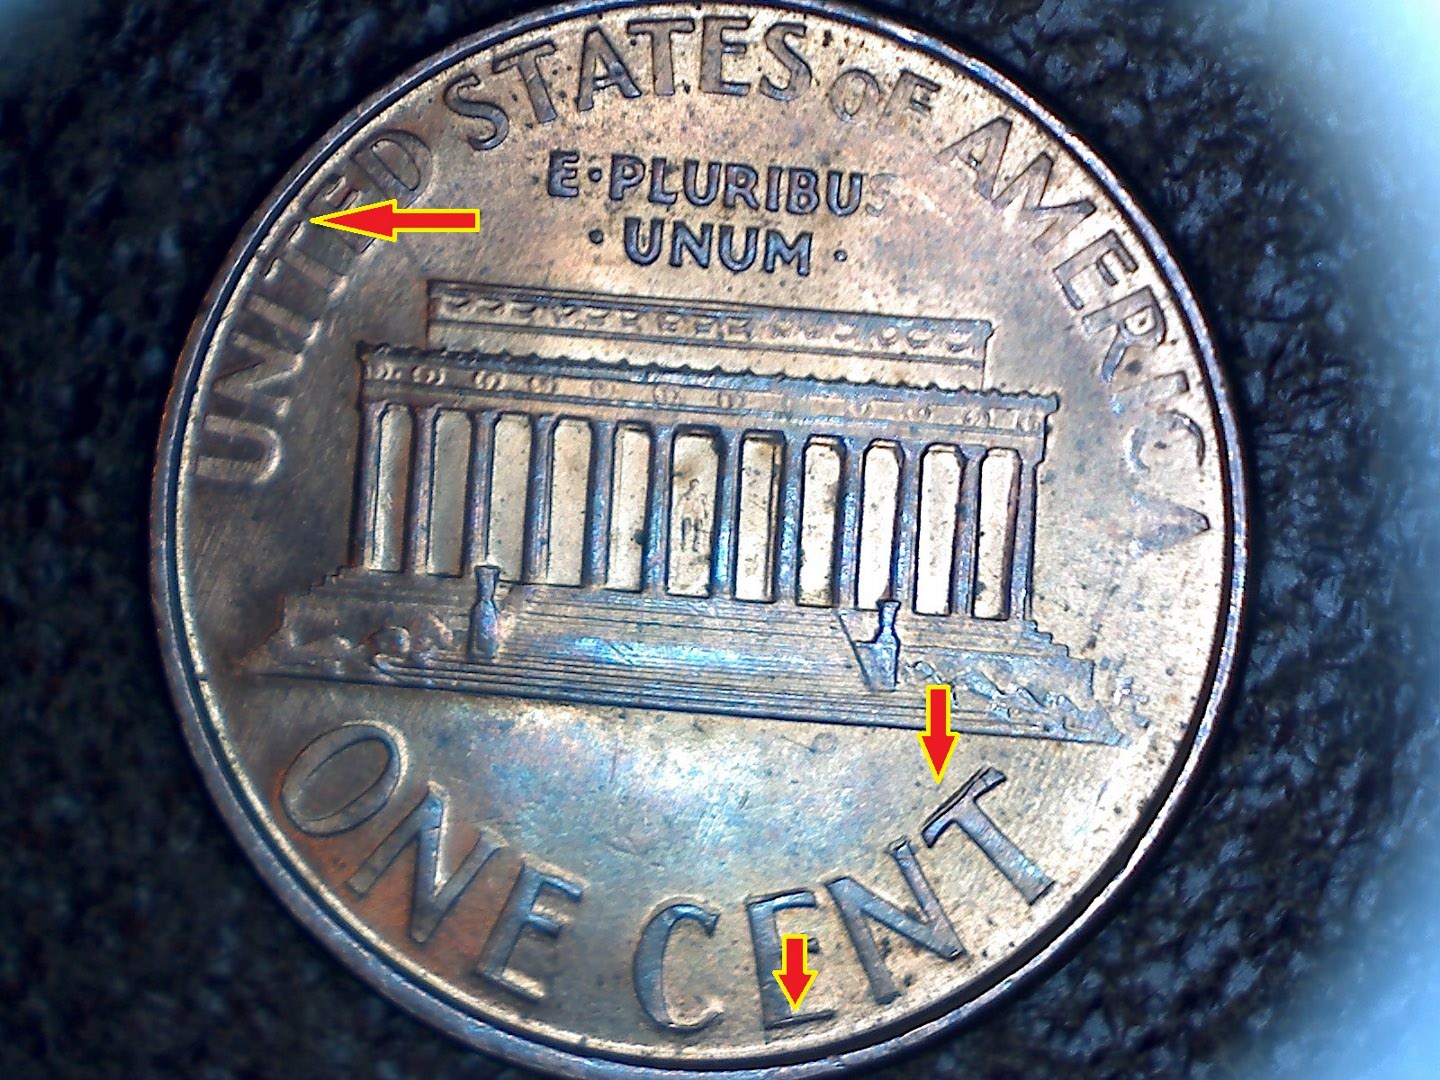 UNITED STATES OF AMERICA
E·PLURIBUS
· UNUM ·
ONE CENT